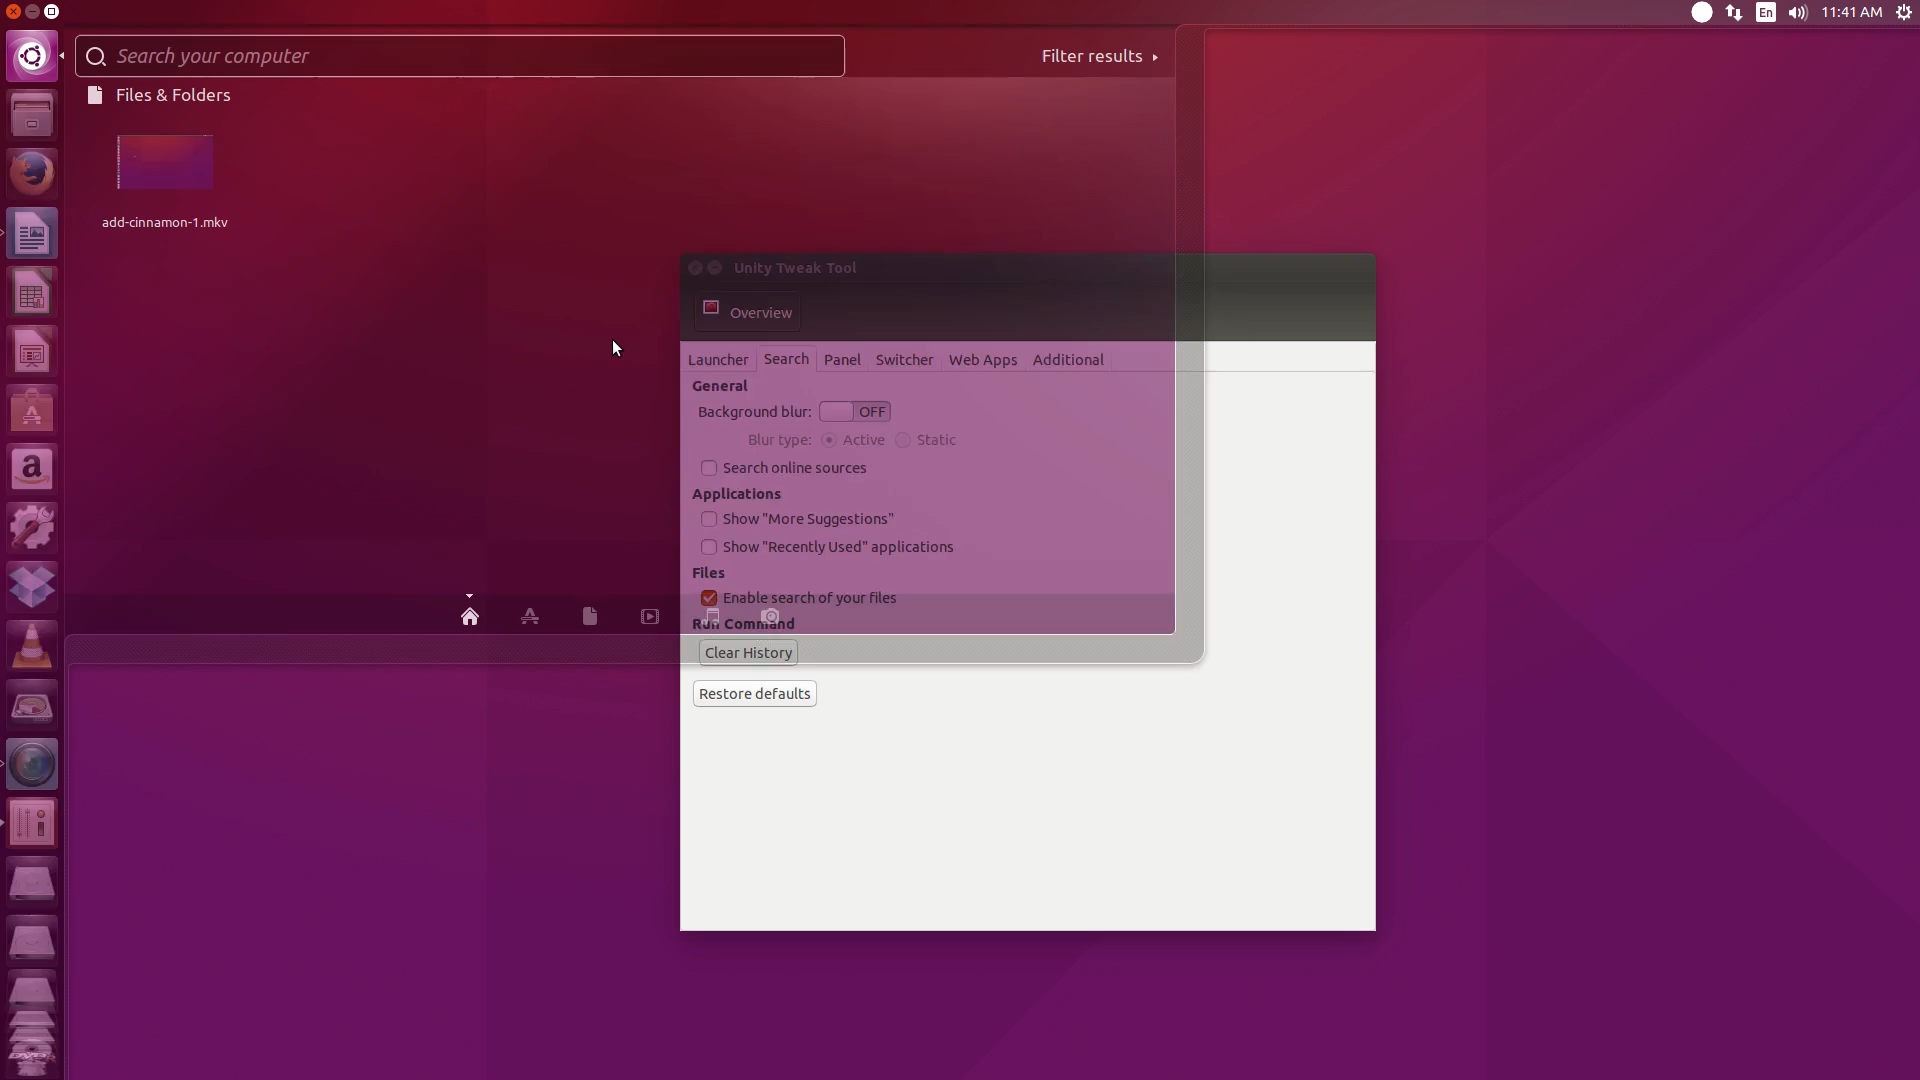 En
11:41 AM
Search your computer
Filter results
Files & Folders
add-cinnamon-1.mkv
Unity Tweak Tool
Overview
Launcher Search Panel Switcher Web Apps Additional
General
Background blur: OFF
Blur type: Active Static
Search online sources
Applications
Show "More Suggestions"
Show "Recently Used" applications
Files
Enable search of your files
Run Command
Clear History
Restore defaults
a